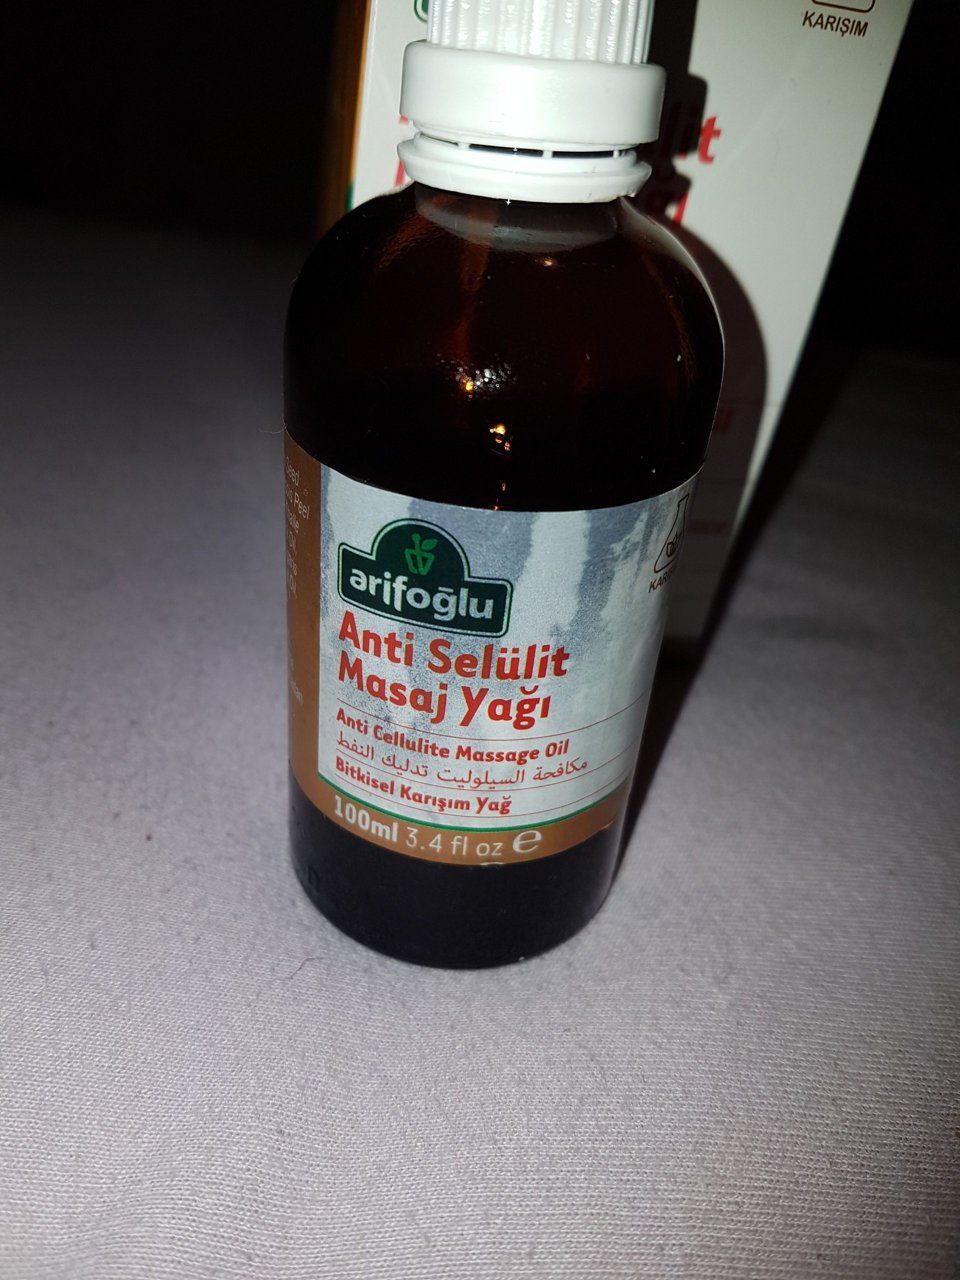 KARIŞIM
arifoğlu
Anti Selülit
Masaj Yağı
Anti Cellulite Massage Oil
مكافحة السيلوليت تدليك النفط
Bitkisel Karışım Yağ
100ml 3.4 fl oz e
Peel